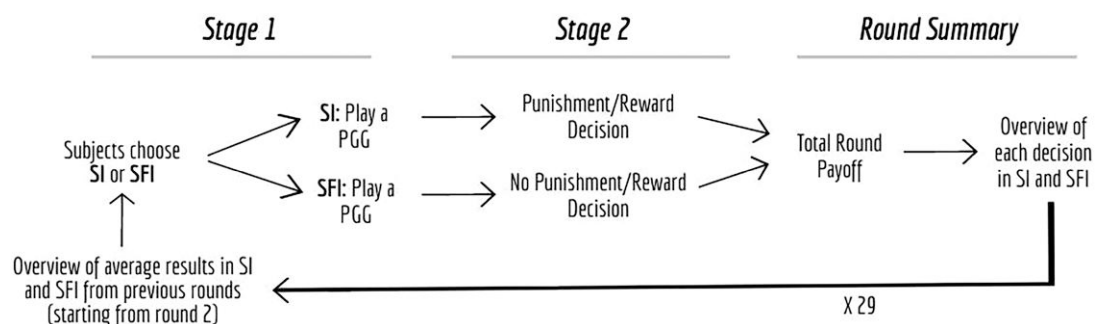 Stage 1
Stage 2
Round Summary
Subjects choose
SI or SFI
SI: Play a
PGG
SFI: Play a
PGG
Punishment/Reward
Decision
No Punishment/Reward
Decision
Total Round
Payoff
Overview of
each decision
in SI and SFI
Overview of average results in SI
and SFI from previous rounds
(starting from round 2)
X 29